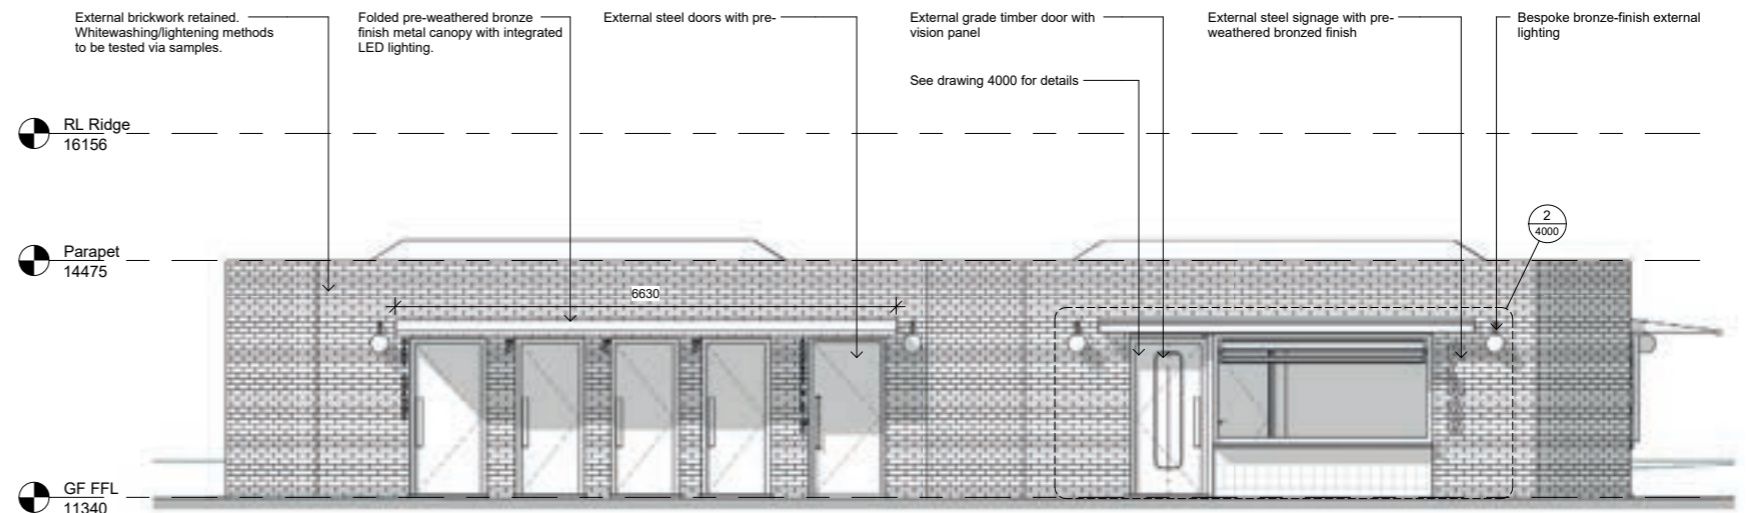 External brickwork retained.
Whitewashing/lightening methods
to be tested via samples.
Folded pre-weathered bronze
finish metal canopy with integrated
LED lighting.
External steel doors with pre-
External grade timber door with
vision panel
See drawing 4000 for details
External steel signage with pre-
weathered bronzed finish
Bespoke bronze-finish external
lighting
RL Ridge
16156
Parapet
14475
2
4000
6630
GF FFL
11340